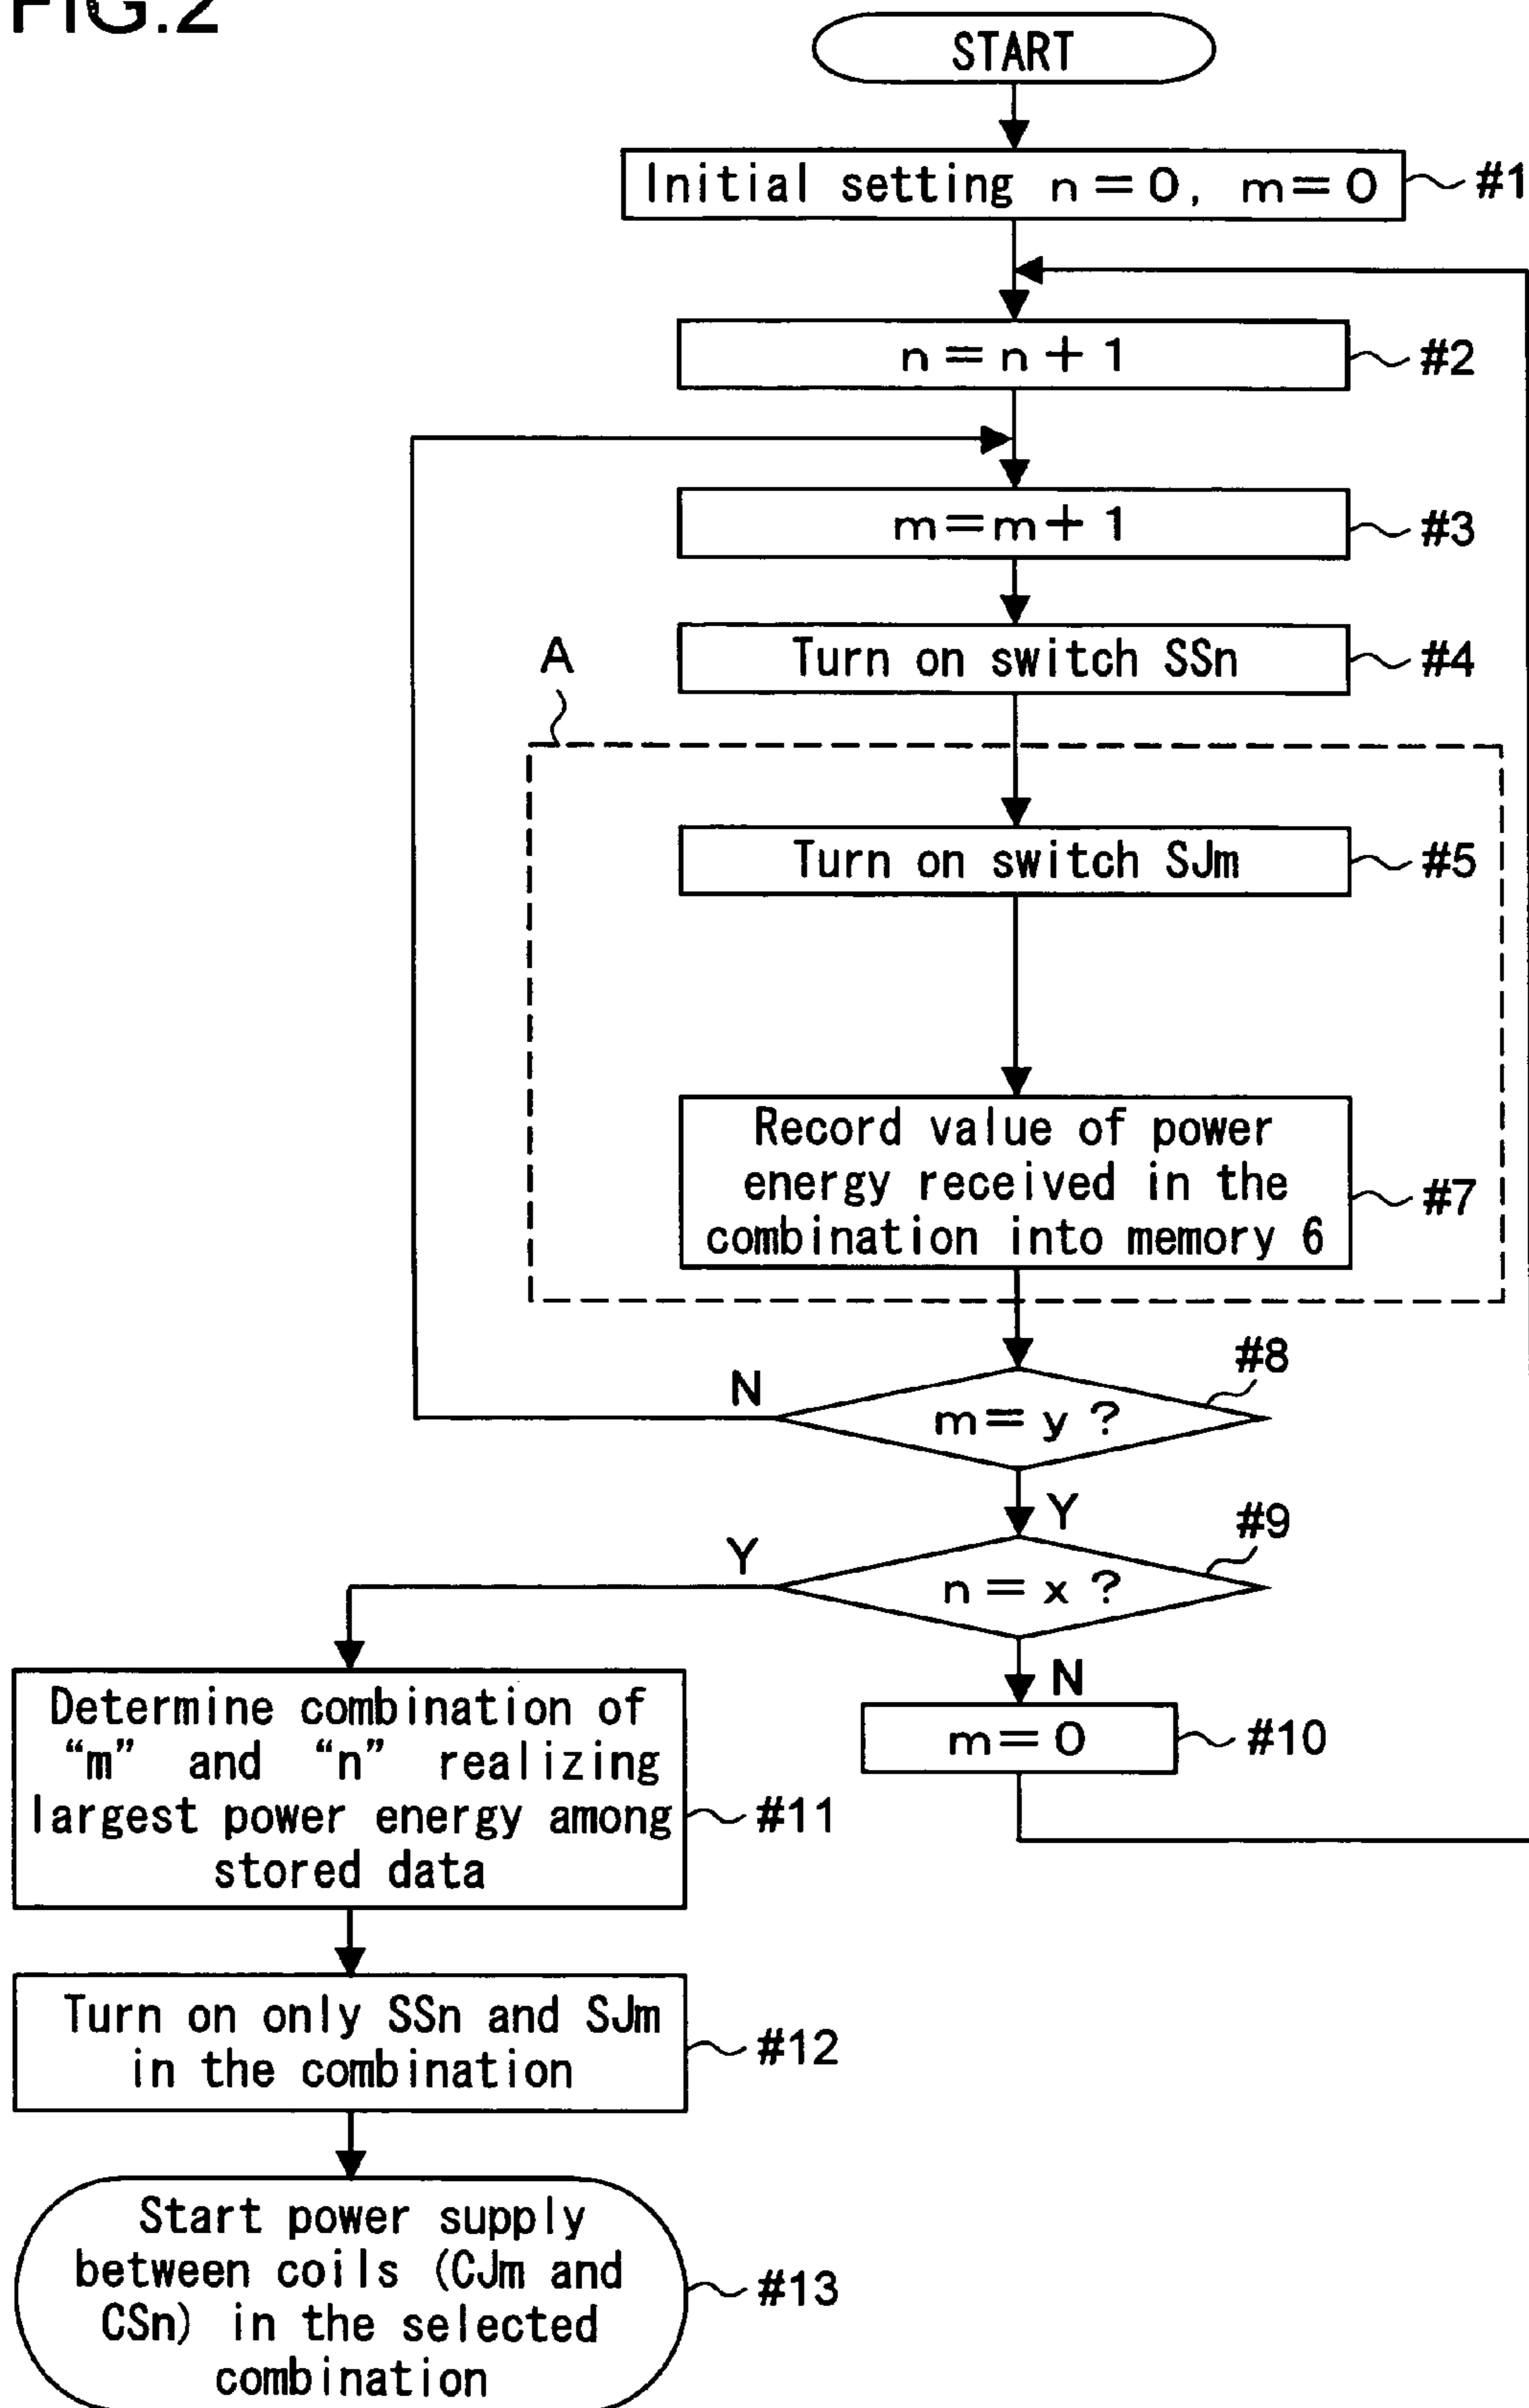 FIG.2
START
Initial setting n=0, m=0
#1
n=n+1
#2
m=m+1
#3
Turn on switch SSn
#4
A
Turn on switch SJm
#5
Record value of power
energy received in the
combination into memory 6
#7
#8
N
m=y?
Y
#9
Y
n=x?
N
m=0
#10
Determine combination of
“m” and “n” realizing
largest power energy among
stored data
#11
Turn on only SSn and SJm
in the combination
#12
Start power supply
between coils (CJm and
CSn) in the selected
combination
#13